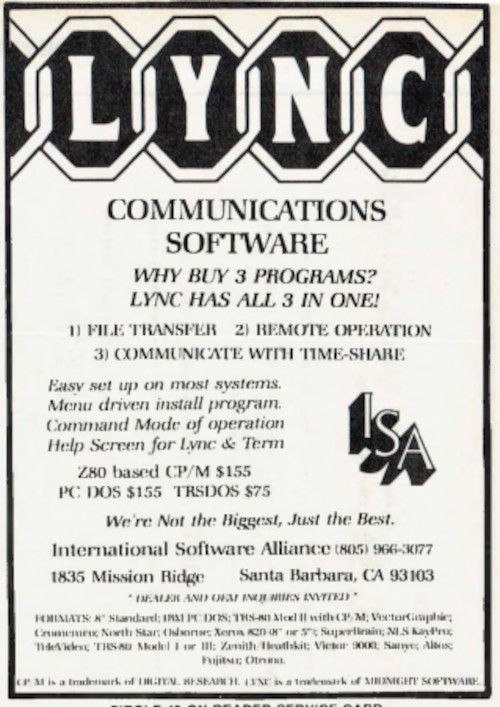 LYNC
COMMUNICATIONS
SOFTWARE
WHY BUY 3 PROGRAMS?
LYNC HAS ALL 3 IN ONE!
1) FILE TRANSFER 2) REMOTE OPERATION
3) COMMUNICATE WITH TIME-SHARE
Easy set up on most systems.
Menu driven install program.
Command Mode of operation
Help Screen for Lync & Term
ISA
Z80 based CP/M $155
PC DOS $155 TRSDOS $75
We're Not the Biggest, Just the Best.
International Software Alliance (805) 966-3077
1835 Mission Ridge Santa Barbara, CA 93103
* DEALER AND OEM INQUIRIES INVITED *
FORMATS: 8" Standard; IBM PC DOS; TRS-80 Mod II with CP/M; VectorGraphic;
Cromemco; North Star; Osborne; Xerox 820 (8" or 5"); SuperBrain; NLS KayPro;
TeleVideo; TRS-80 Model I or III; Zenith/Heathkit; Victor 9000; Sanyo; Altos;
Fujitsu; Otrona.
CP/M is a trademark of DIGITAL RESEARCH. LYNC is a trademark of MIDNIGHT SOFTWARE.
ON READER SERVICE CARD